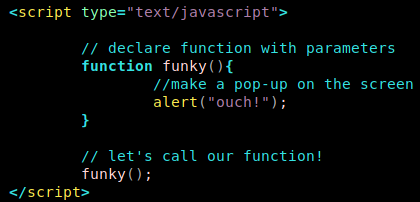 <script type="text/javascript">
// declare function with parameters
function funky(){
//make a pop-up on the screen
alert("ouch!");
}
// let's call our function!
funky();
</script>